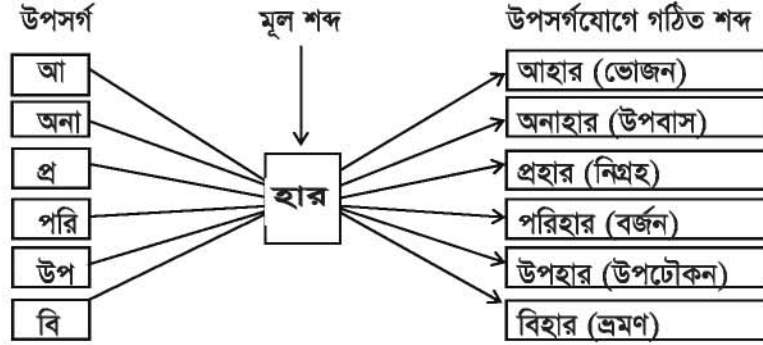 উপসর্গ মূল শব্দ উপসর্গযোগে গঠিত শব্দ
আ আহার (ভোজন)
অনা অনাহার (উপবাস)
প্র প্রহার (নিগ্রহ)
হার
পরি পরিহার (বর্জন)
উপ উপহার (উপঢৌকন)
বি বিহার (ভ্রমণ)